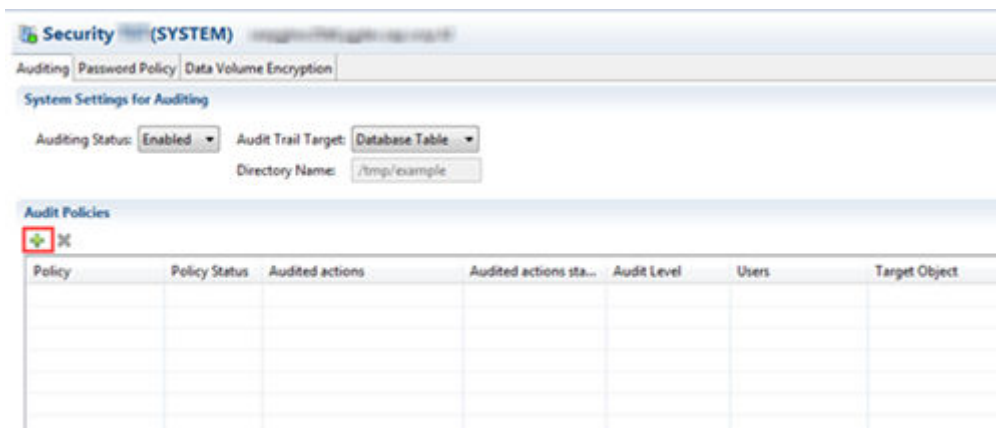 Security (SYSTEM)
Auditing Password Policy Data Volume Encryption
System Settings for Auditing
Auditing Status: Enabled Audit Trail Target: Database Table
Directory Name: /tmp/example
Audit Policies
Policy Policy Status Audited actions Audited actions sta... Audit Level Users Target Object